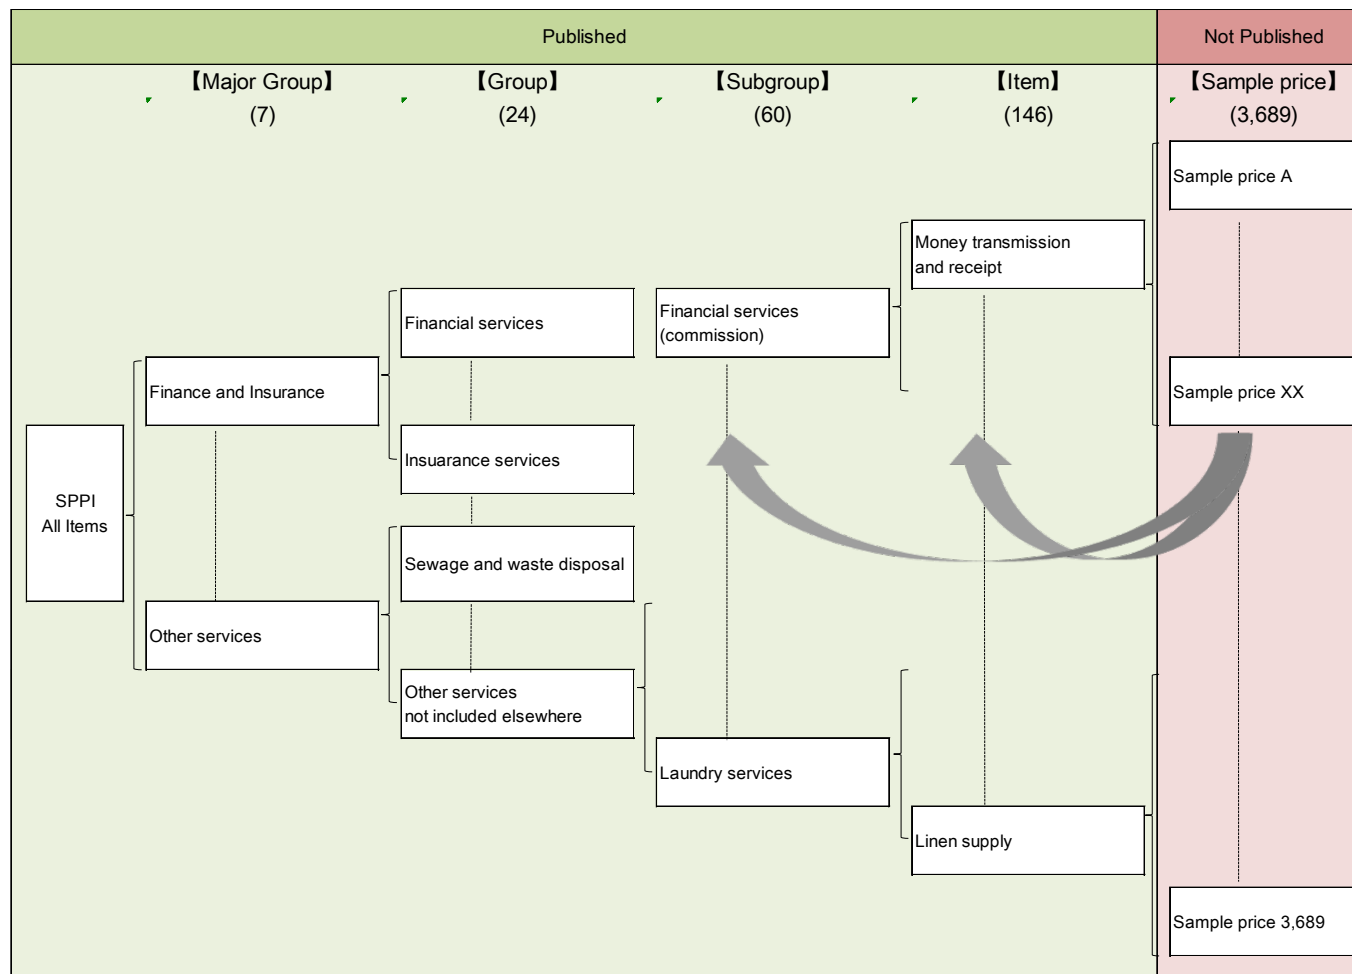 Published
Not Published
【Major Group】
(7)
【Group】
(24)
【Subgroup】
(60)
【Item】
(146)
【Sample price】
(3,689)
Sample price A
Money transmission
and receipt
Financial services
Financial services
(commission)
Finance and Insurance
Sample price XX
Insuarance services
SPPI
All Items
Sewage and waste disposal
Other services
Other services
not included elsewhere
Laundry services
Linen supply
Sample price 3,689